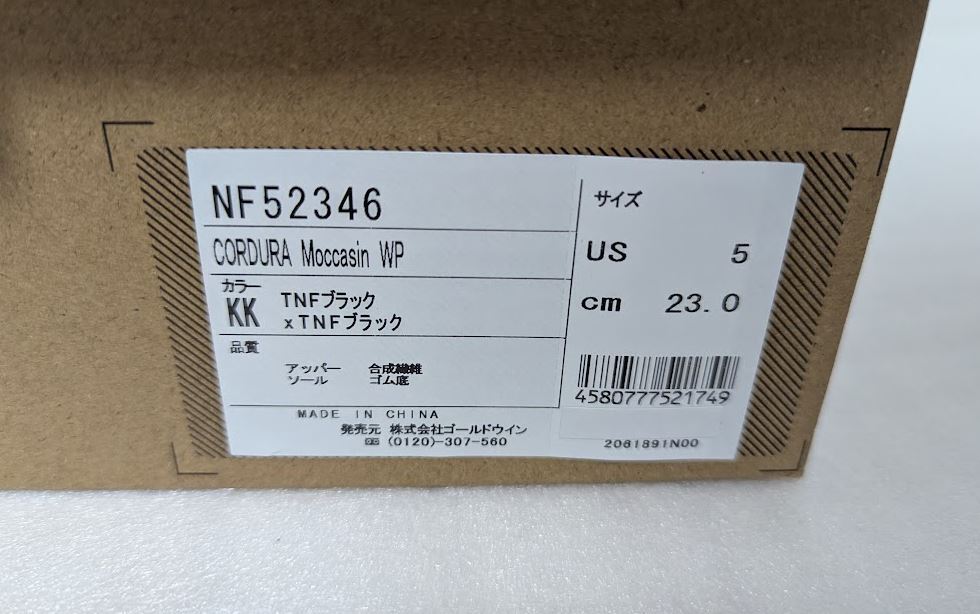 NF52346
CORDURA Moccasin WP
カラー
KK
TNFブラック
xTNFブラック
品質
アッパー 合成繊維
ソール ゴム底
MADE IN CHINA
発売元 株式会社ゴールドウイン
(0120)-307-560
サイズ
US 5
cm 23.0
4580777521749
2061891N00